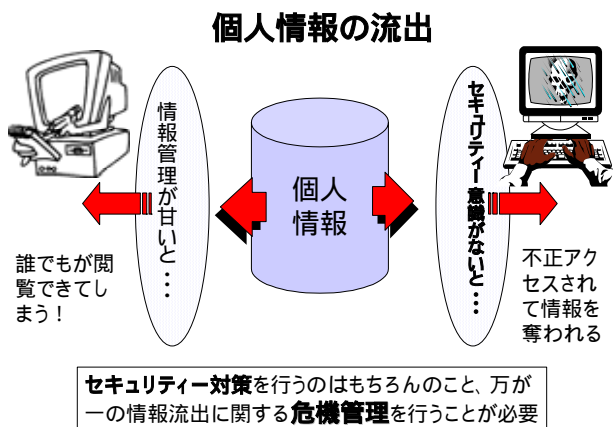 個人情報の流出
情報管理が甘いと・・・
個人
情報
セキュリティー意識がないと・・・
誰でもが閲
覧できてし
まう！
不正アク
セスされ
て情報を
奪われる
セキュリティー対策を行うのはもちろんのこと、万が
一の情報流出に関する危機管理を行うことが必要